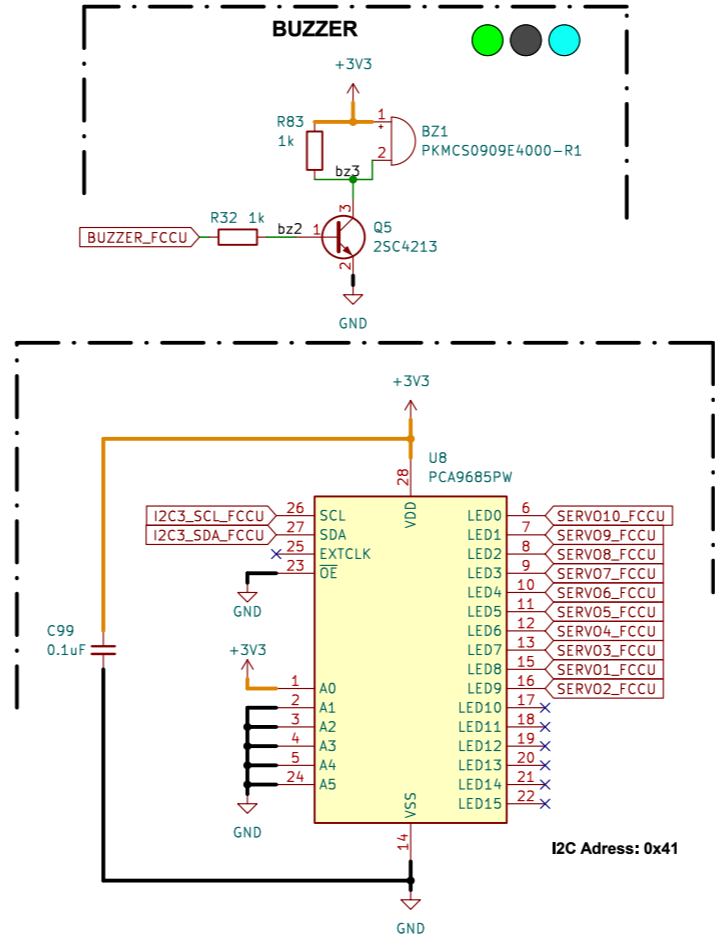 BUZZER
+3V3
R83
1k
1
+
2
BZ1
PKMCS0909E4000-R1
bz3
BUZZER_FCCU
R32 1k
bz2
1
3
2
Q5
2SC4213
GND
+3V3
U8
PCA9685PW
28
VDD
I2C3_SCL_FCCU 26 SCL LED0 6 SERVO10_FCCU
I2C3_SDA_FCCU 27 SDA LED1 7 SERVO9_FCCU
25 EXTCLK LED2 8 SERVO8_FCCU
23 OE LED3 9 SERVO7_FCCU
GND LED4 10 SERVO6_FCCU
LED5 11 SERVO5_FCCU
C99 LED6 12 SERVO4_FCCU
0.1uF +3V3 LED7 13 SERVO3_FCCU
LED8 15 SERVO1_FCCU
1 A0 LED9 16 SERVO2_FCCU
2 A1 LED10 17
3 A2 LED11 18
4 A3 LED12 19
5 A4 LED13 20
24 A5 LED14 21
LED15 22
GND
VSS
14
I2C Adress: 0x41
GND